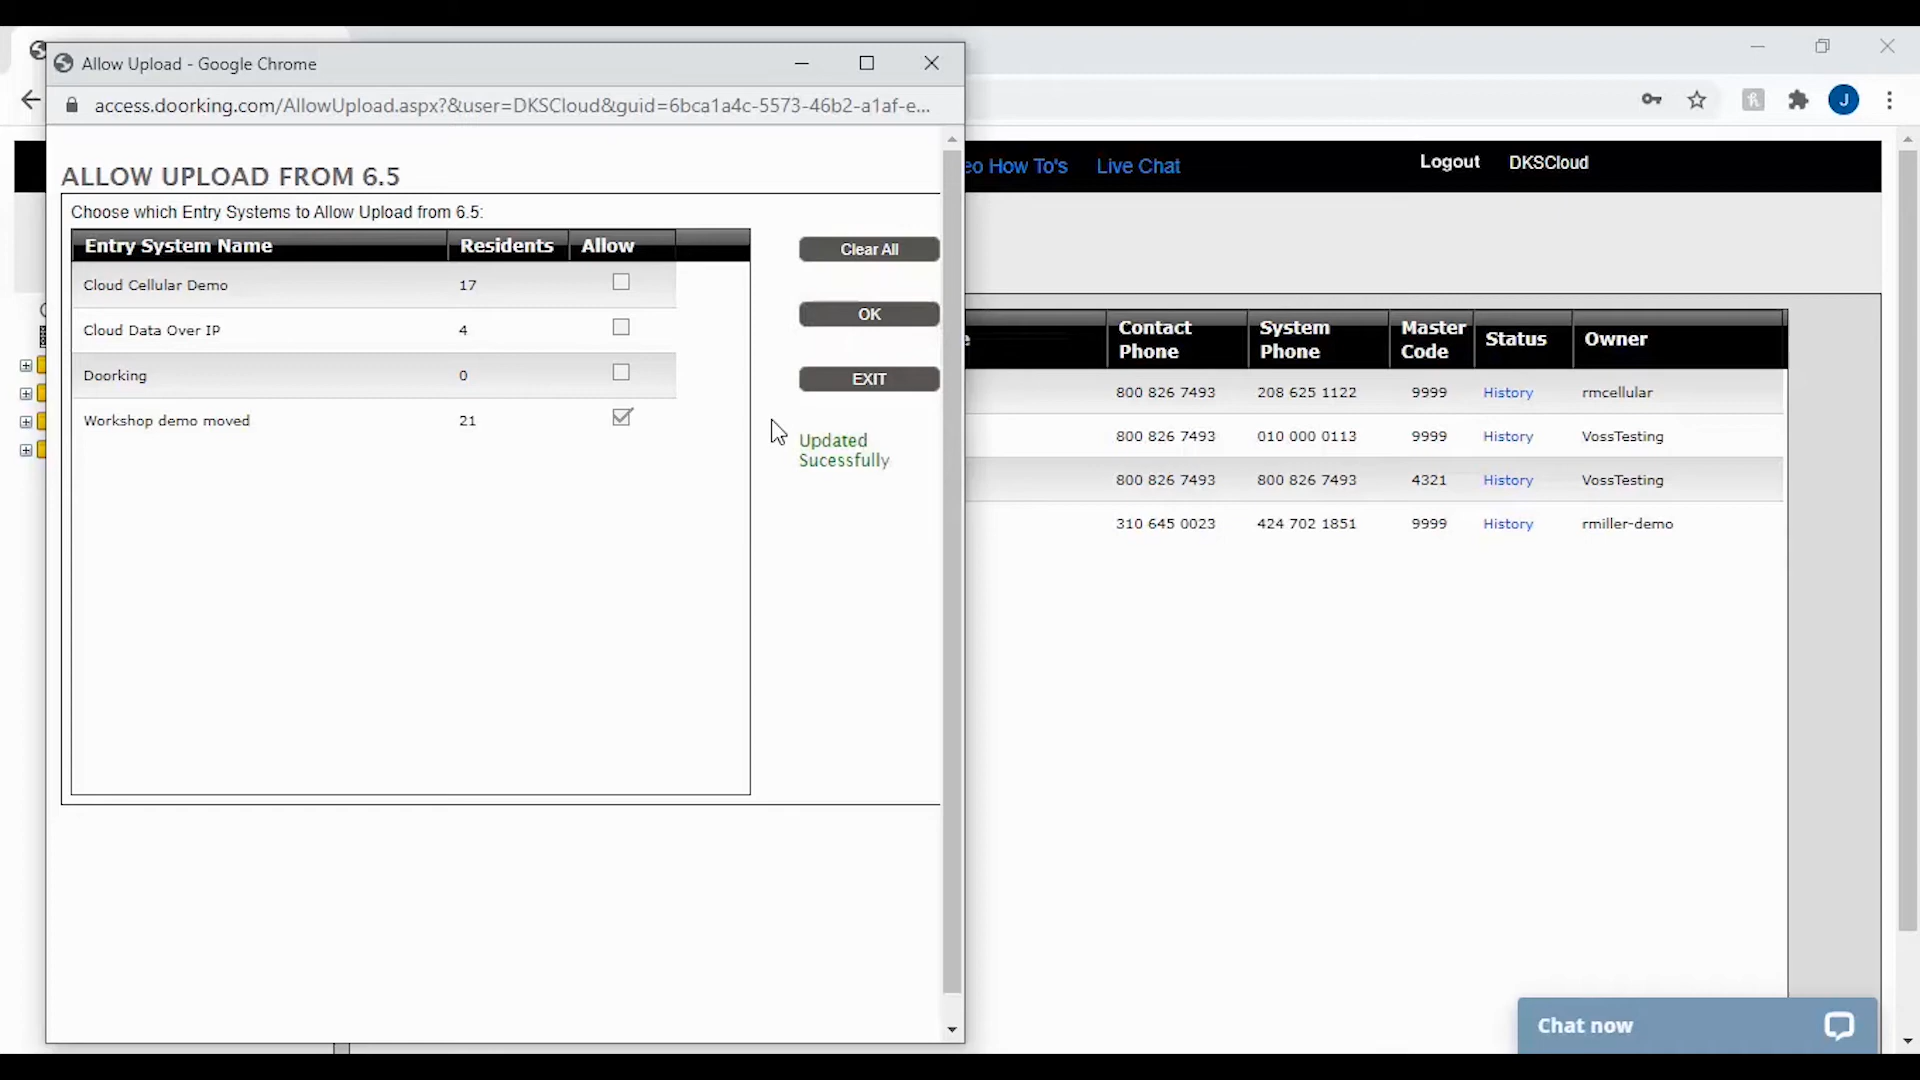 Allow Upload - Google Chrome
access.doorking.com/AllowUpload.aspx?&user=DKSCloud&guid=6bca1a4c-5573-46b2-a1af-e...
J
How To's Live Chat Logout DKSCloud
ALLOW UPLOAD FROM 6.5
Choose which Entry Systems to Allow Upload from 6.5:
Entry System Name Residents Allow
Cloud Cellular Demo 17
Cloud Data Over IP 4
Doorking 0
Workshop demo moved 21
Clear All
OK
EXIT
Updated
Sucessfully
Contact Phone System Phone Master Code Status Owner
800 826 7493 208 625 1122 9999 History rmcellular
800 826 7493 010 000 0113 9999 History VossTesting
800 826 7493 800 826 7493 4321 History VossTesting
310 645 0023 424 702 1851 9999 History rmiller-demo
Chat now